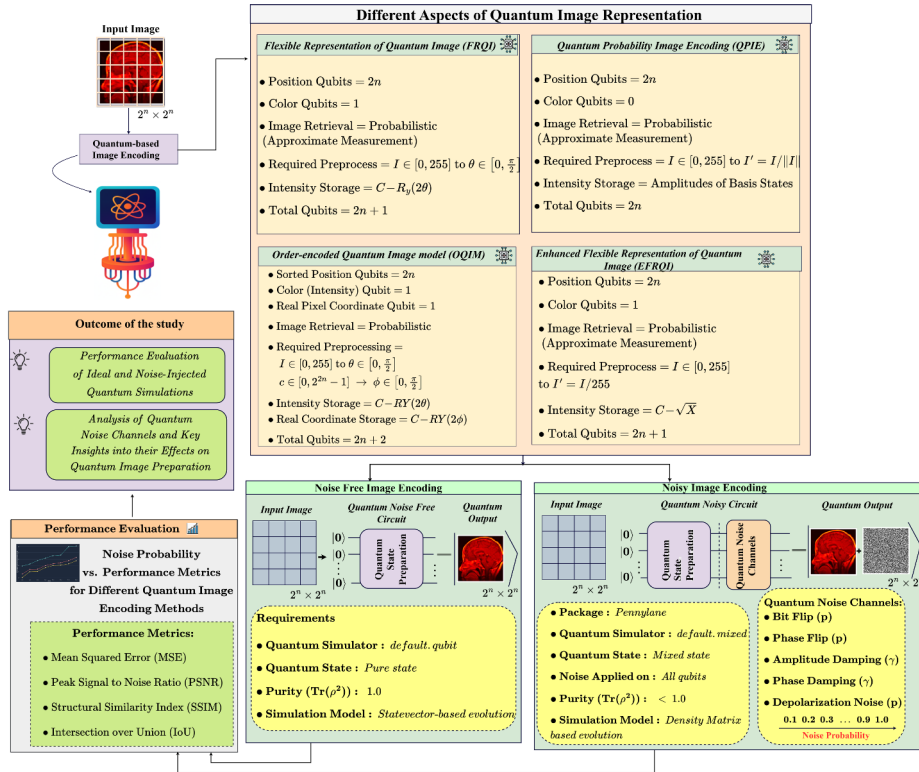 Input Image
2^n × 2^n
Quantum-based
Image Encoding
Different Aspects of Quantum Image Representation
Flexible Representation of Quantum Image (FRQI)
• Position Qubits = 2n
• Color Qubits = 1
• Image Retrieval = Probabilistic
(Approximate Measurement)
• Required Preprocess = I ∈ [0, 255] to θ ∈ [0, π/2]
• Intensity Storage = C−R_y(2θ)
• Total Qubits = 2n + 1
Quantum Probability Image Encoding (QPIE)
• Position Qubits = 2n
• Color Qubits = 0
• Image Retrieval = Probabilistic
(Approximate Measurement)
• Required Preprocess = I ∈ [0, 255] to I′ = I/||I||
• Intensity Storage = Amplitudes of Basis States
• Total Qubits = 2n
Order-encoded Quantum Image model (OQIM)
• Sorted Position Qubits = 2n
• Color (Intensity) Qubit = 1
• Real Pixel Coordinate Qubit = 1
• Image Retrieval = Probabilistic
• Required Preprocessing =
I ∈ [0, 255] to θ ∈ [0, π/2]
c ∈ [0, 2^{2n} − 1] → φ ∈ [0, π/2]
• Intensity Storage = C−RY(2θ)
• Real Coordinate Storage = C−RY(2φ)
• Total Qubits = 2n + 2
Enhanced Flexible Representation of Quantum
Image (EFRQI)
• Position Qubits = 2n
• Color Qubits = 1
• Image Retrieval = Probabilistic
(Approximate Measurement)
• Required Preprocess = I ∈ [0, 255]
to I′ = I/255
• Intensity Storage = C−√X
• Total Qubits = 2n + 1
Outcome of the study
Performance Evaluation
of Ideal and Noise-Injected
Quantum Simulations
Analysis of Quantum
Noise Channels and Key
Insights into their Effects on
Quantum Image Preparation
Performance Evaluation
Noise Probability
vs. Performance Metrics
for Different Quantum Image
Encoding Methods
Performance Metrics:
• Mean Squared Error (MSE)
• Peak Signal to Noise Ratio (PSNR)
• Structural Similarity Index (SSIM)
• Intersection over Union (IoU)
Noise Free Image Encoding
Input Image
Quantum Noise Free
Circuit
Quantum
Output
|0⟩
|0⟩
⋮
|0⟩
Quantum
State
Preparation
2^n × 2^n
2^n × 2^n
Requirements
• Quantum Simulator : default.qubit
• Quantum State : Pure state
• Purity (Tr(ρ²)) : 1.0
• Simulation Model : Statevector-based evolution
Noisy Image Encoding
Input Image
Quantum Noisy Circuit
Quantum Output
|0⟩
|0⟩
⋮
|0⟩
Quantum
State
Preparation
Quantum Noise
Channels
+
2^n × 2^n
2^n × 2^n
• Package : Pennylane
• Quantum Simulator : default.mixed
• Quantum State : Mixed state
• Noise Applied on : All qubits
• Purity (Tr(ρ²)) : < 1.0
• Simulation Model : Density Matrix
based evolution
Quantum Noise Channels:
• Bit Flip (p)
• Phase Flip (p)
• Amplitude Damping (γ)
• Phase Damping (γ)
• Depolarization Noise (p)
0.1 0.2 0.3 ... 0.9 1.0
Noise Probability